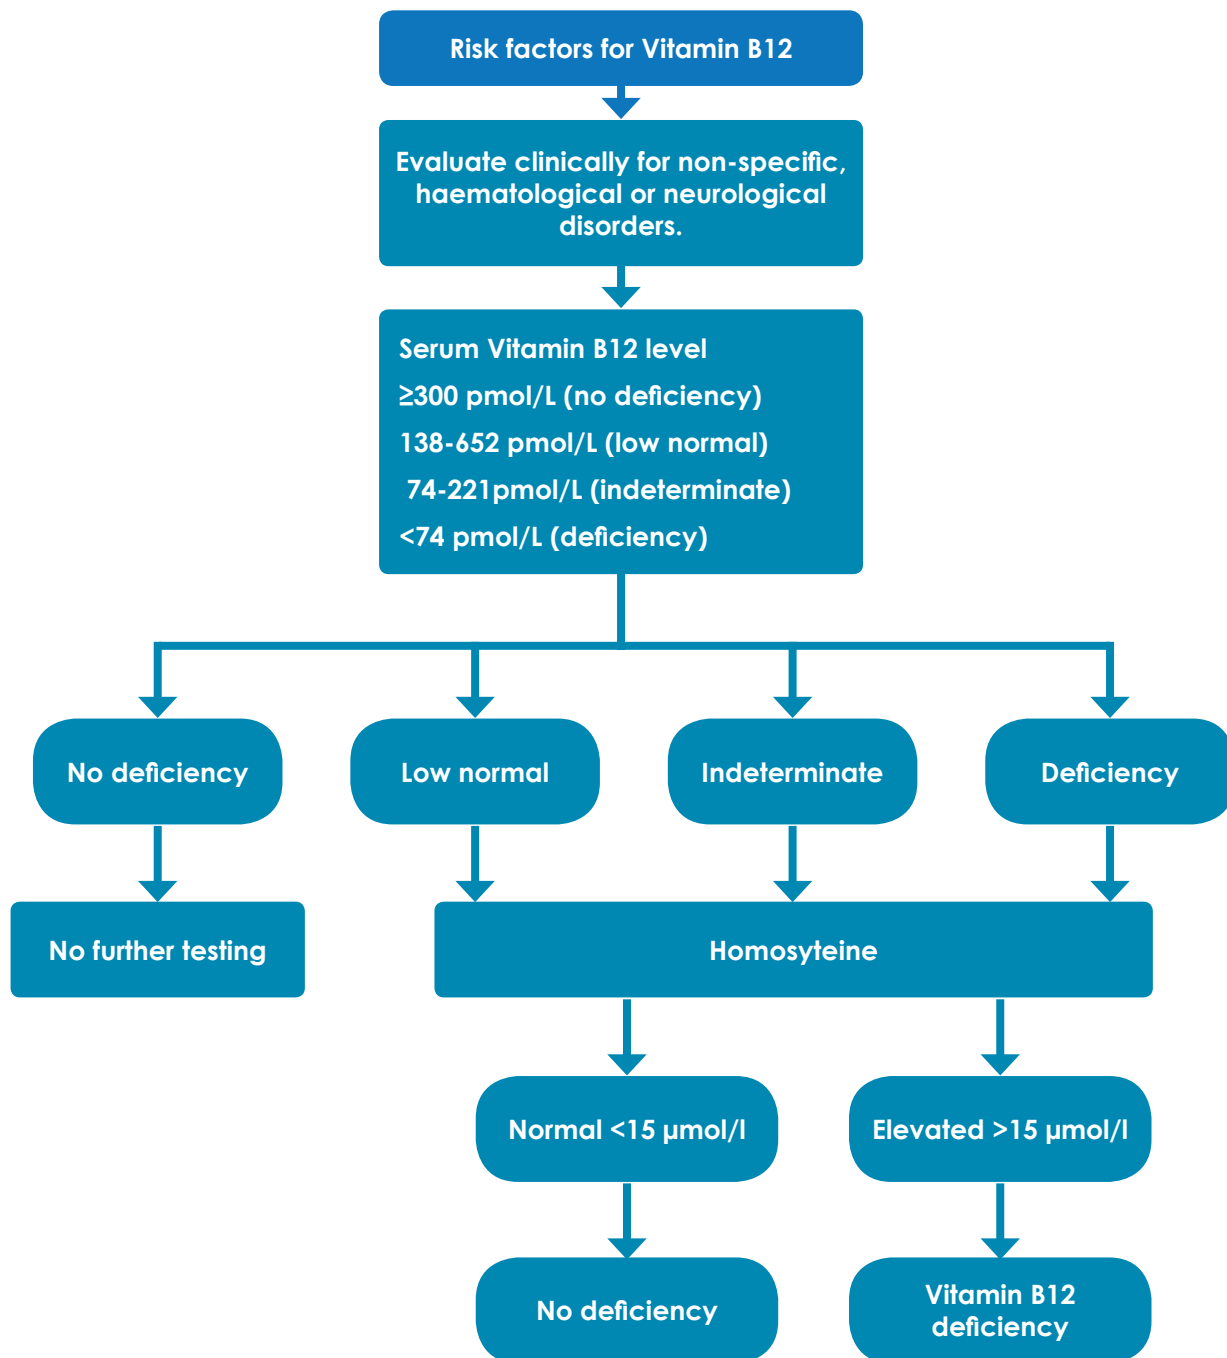 Risk factors for Vitamin B12
Evaluate clinically for non-specific,
haematological or neurological
disorders.
Serum Vitamin B12 level
≥300 pmol/L (no deficiency)
138-652 pmol/L (low normal)
74-221pmol/L (indeterminate)
<74 pmol/L (deficiency)
No deficiency
Low normal
Indeterminate
Deficiency
No further testing
Homosyteine
Normal <15 µmol/l
Elevated >15 µmol/l
No deficiency
Vitamin B12
deficiency